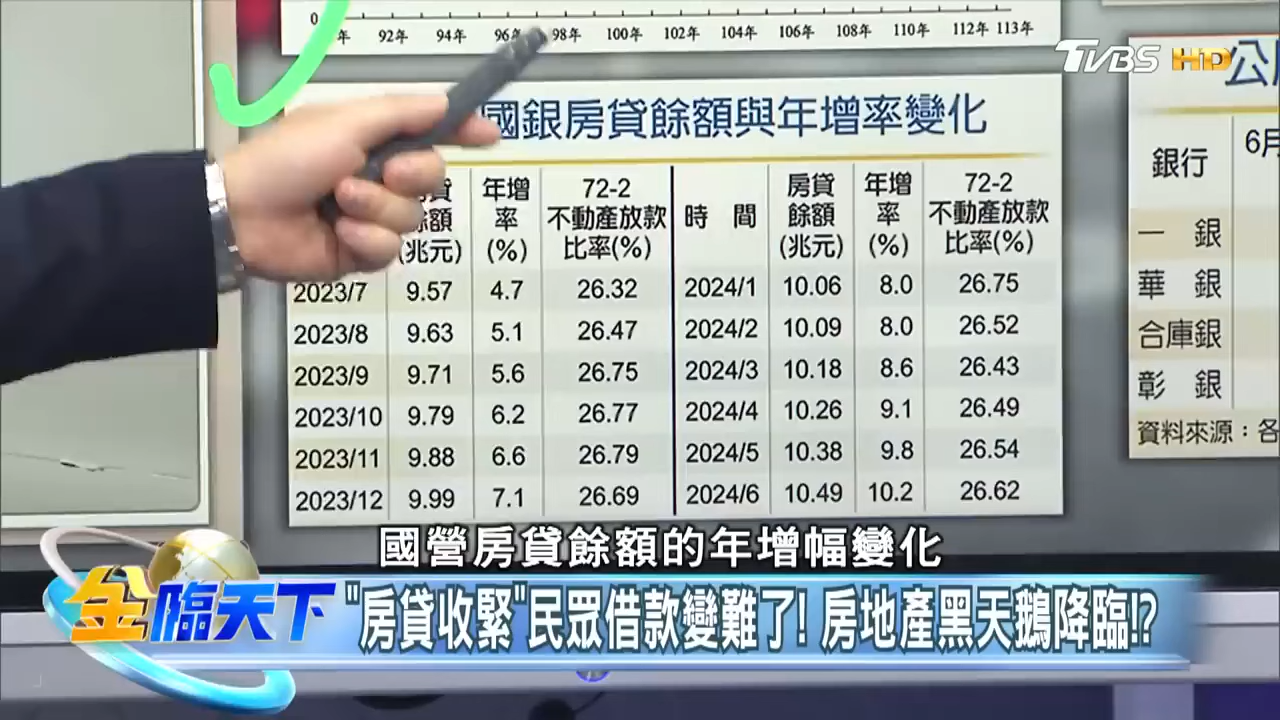 0
年 92年 94年 96年 98年 100年 102年 104年 106年 108年 110年 112年 113年
TVBS HD
國銀房貸餘額與年增率變化
房貸餘額(兆元) 年增率(%) 72-2不動產放款比率(%) 時 間 房貸餘額(兆元) 年增率(%) 72-2不動產放款比率(%)
2023/7 9.57 4.7 26.32 2024/1 10.06 8.0 26.75
2023/8 9.63 5.1 26.47 2024/2 10.09 8.0 26.52
2023/9 9.71 5.6 26.75 2024/3 10.18 8.6 26.43
2023/10 9.79 6.2 26.77 2024/4 10.26 9.1 26.49
2023/11 9.88 6.6 26.79 2024/5 10.38 9.8 26.54
2023/12 9.99 7.1 26.69 2024/6 10.49 10.2 26.62
公
銀行 6月
一 銀
華 銀
合庫銀
彰 銀
資料來源：各
國營房貸餘額的年增幅變化
金臨天下
"房貸收緊"民眾借款變難了! 房地產黑天鵝降臨!?